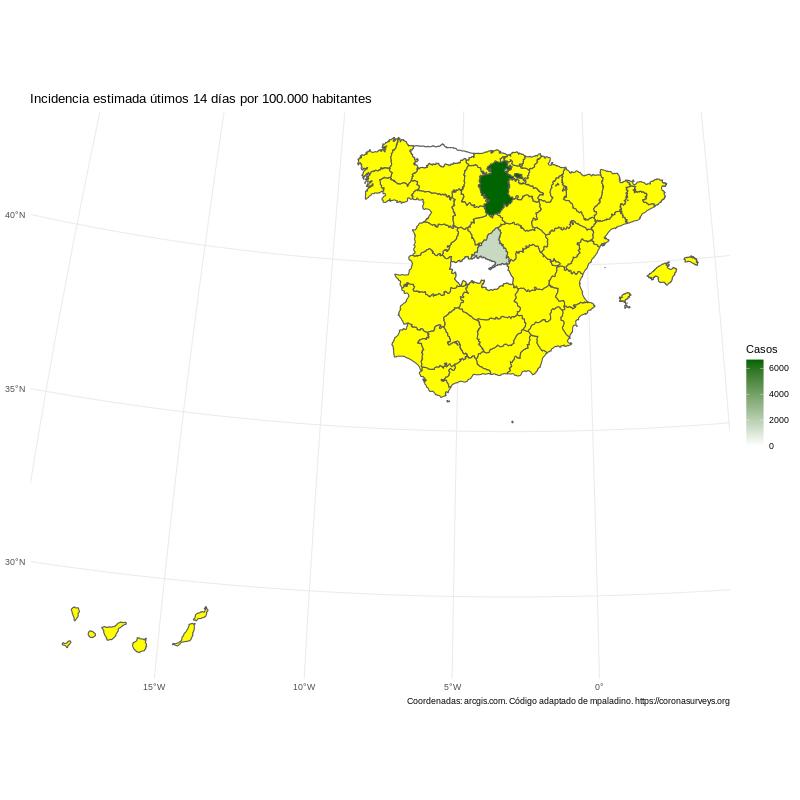 Incidencia estimada útimos 14 días por 100.000 habitantes
40°N
35°N
30°N
15°W
10°W
5°W
0°
Casos
6000
4000
2000
0
Coordenadas: arcgis.com. Código adaptado de mpaladino. https://coronasurveys.org